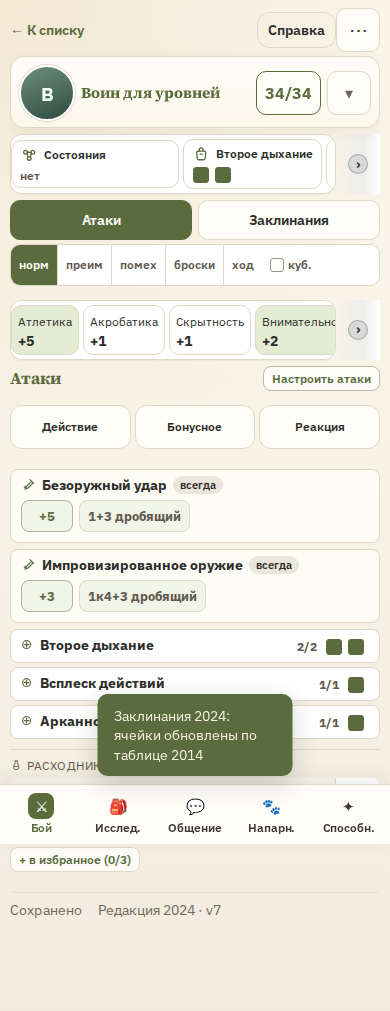 ← К списку
Справка
...
В
Воин для уровней
34/34
▾
Состояния
нет
Второе дыхание
›
Атаки
Заклинания
норм
преим
помех
броски
ход
куб.
Атлетика
+5
Акробатика
+1
Скрытность
+1
Внимательно
+2
›
Атаки
Настроить атаки
Действие
Бонусное
Реакция
Безоружный удар
всегда
+5
1+3 дробящий
Импровизированное оружие
всегда
+3
1к4+3 дробящий
Второе дыхание
2/2
Всплеск действий
1/1
Аркано
1/1
Заклинания 2024:
ячейки обновлены по
таблице 2014
РАСХОДНИК
Бой
Исслед.
Общение
Напарн.
Способн.
+ в избранное (0/3)
Сохранено
Редакция 2024 · v7